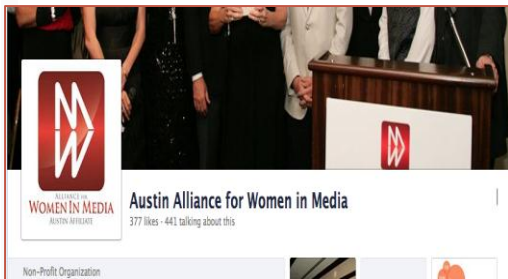 M
W
ALLIANCE FOR
WOMEN IN MEDIA
AUSTIN AFFILIATE
Austin Alliance for Women in Media
377 likes · 441 talking about this
Non-Profit Organization